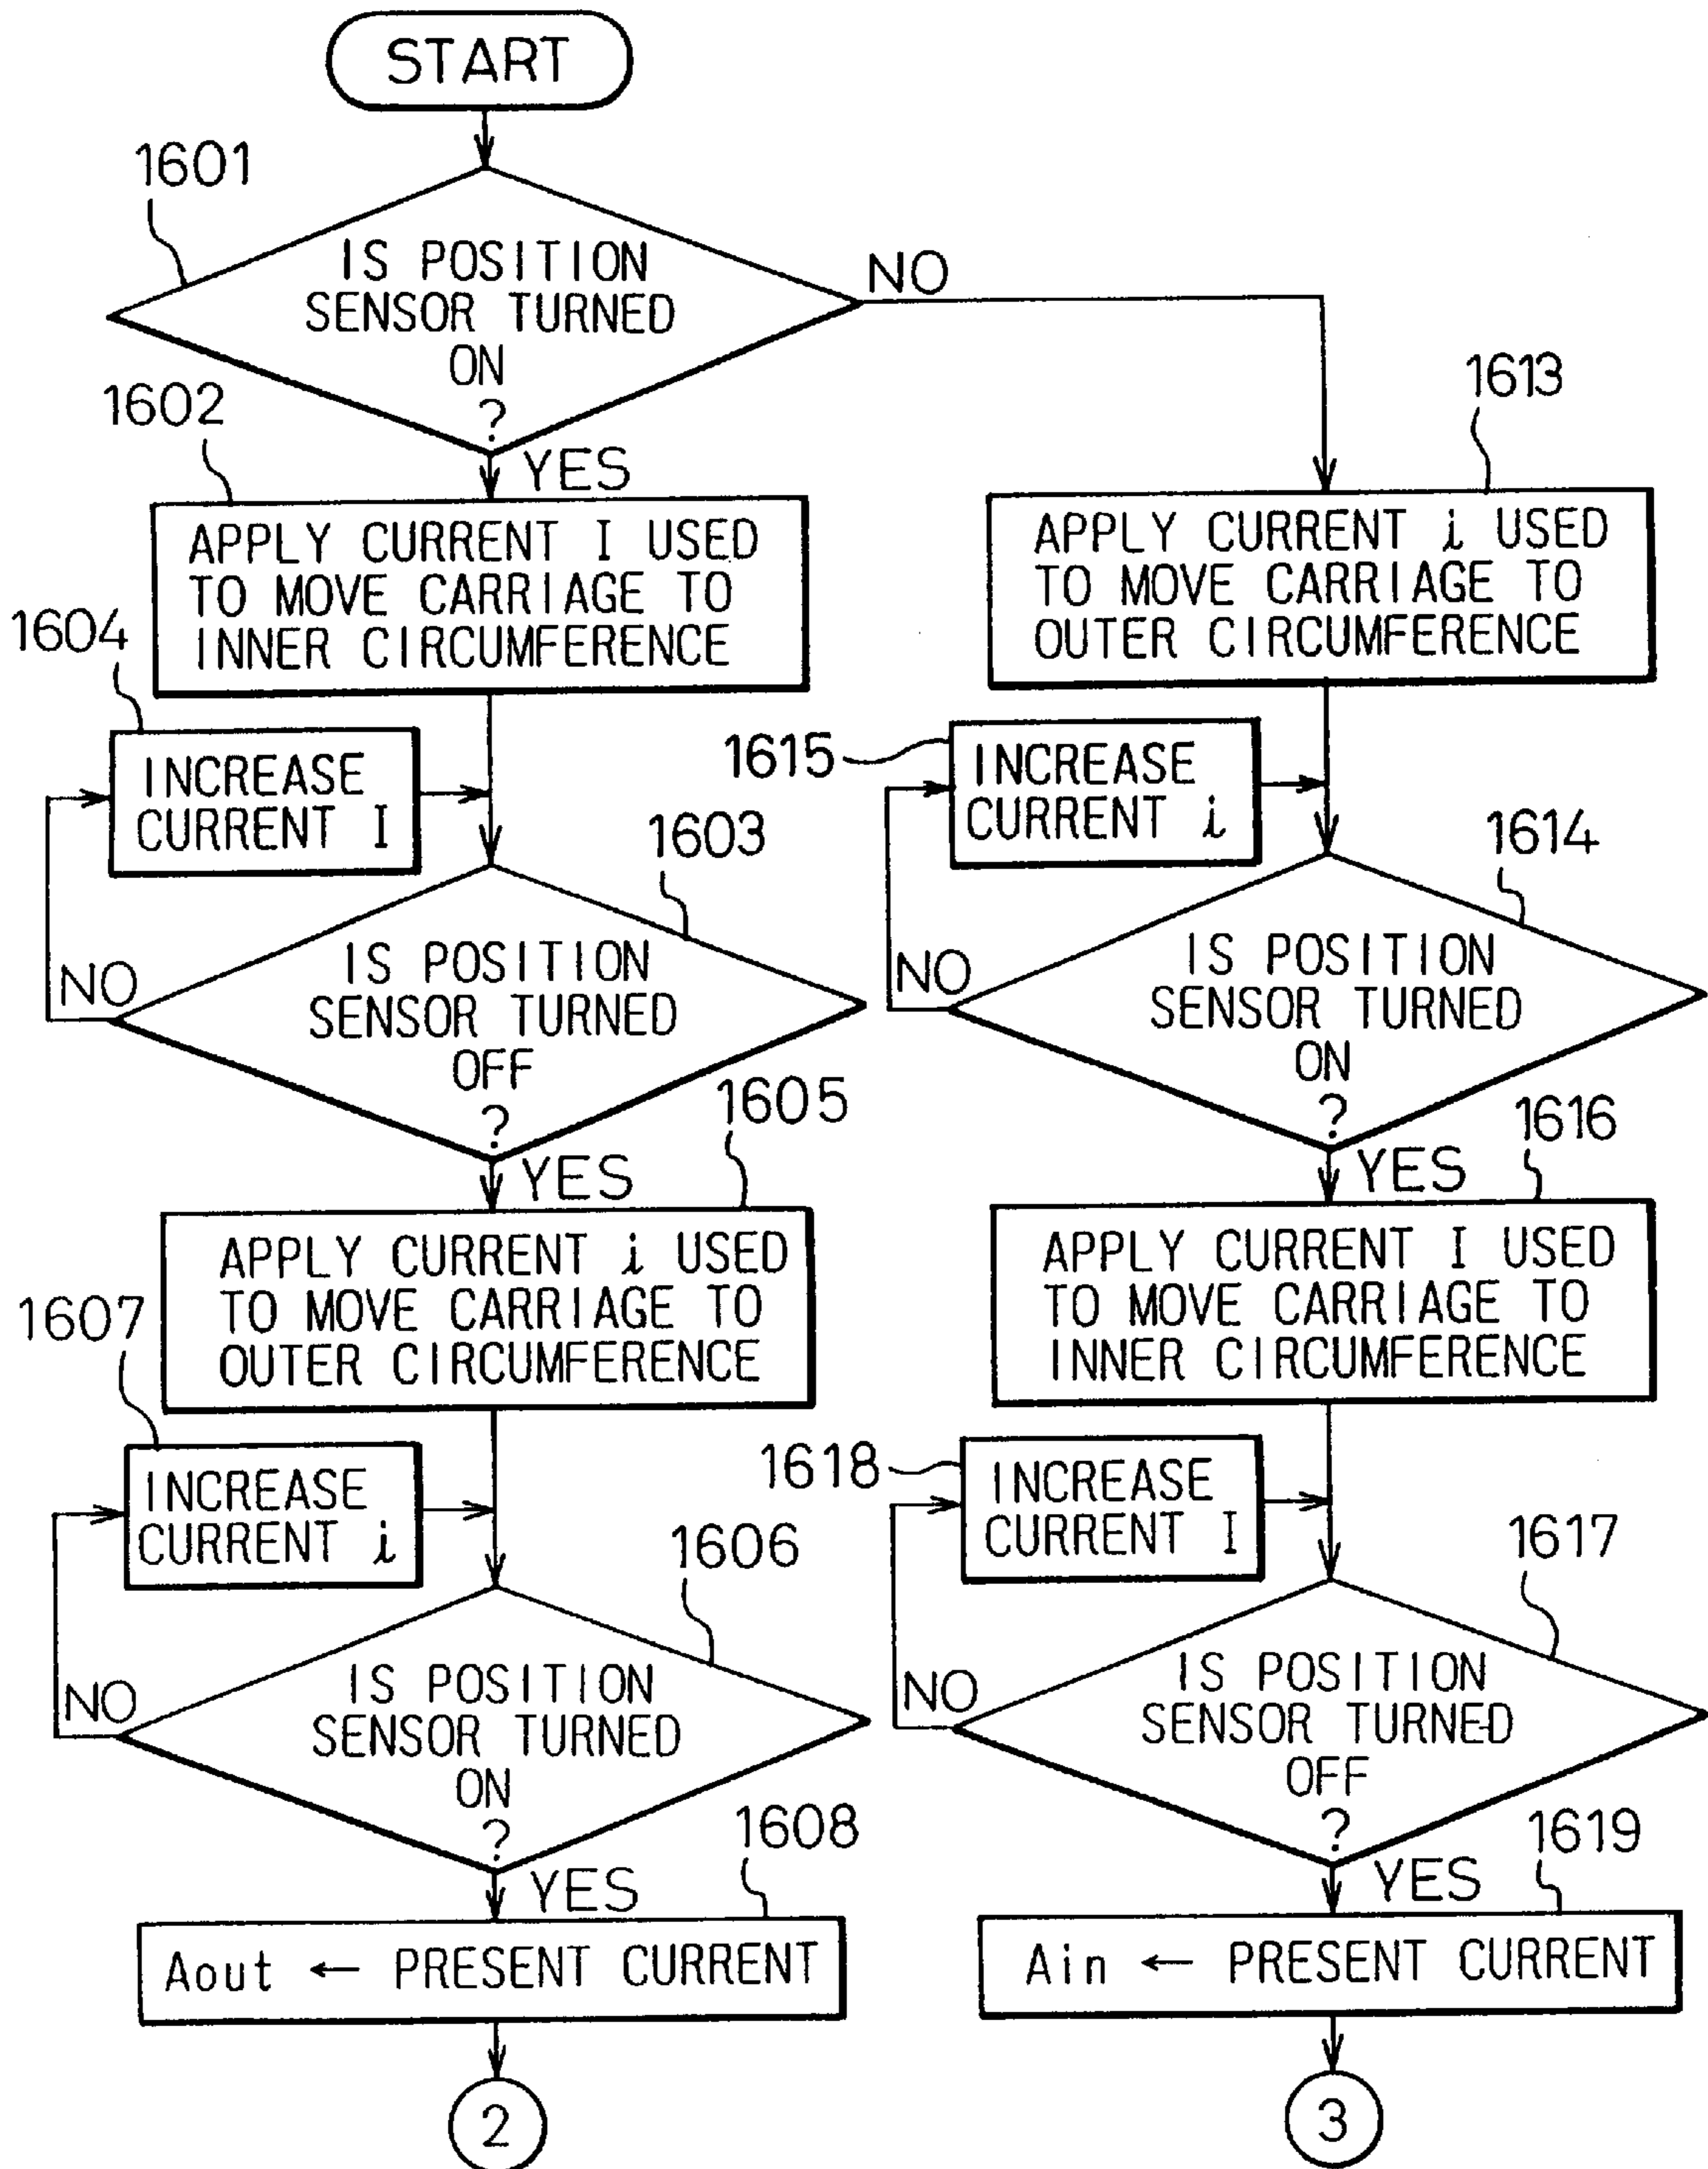 START
1601
IS POSITION
SENSOR TURNED
ON
?
NO
YES
1602
APPLY CURRENT I USED
TO MOVE CARRIAGE TO
INNER CIRCUMFERENCE
1604
INCREASE
CURRENT I
1603
IS POSITION
SENSOR TURNED
OFF
?
NO
YES
1605
APPLY CURRENT i USED
TO MOVE CARRIAGE TO
OUTER CIRCUMFERENCE
1607
INCREASE
CURRENT i
1606
IS POSITION
SENSOR TURNED
ON
?
NO
YES
1608
Aout ← PRESENT CURRENT
2
1613
APPLY CURRENT i USED
TO MOVE CARRIAGE TO
OUTER CIRCUMFERENCE
1615
INCREASE
CURRENT i
1614
IS POSITION
SENSOR TURNED
ON
?
NO
YES
1616
APPLY CURRENT I USED
TO MOVE CARRIAGE TO
INNER CIRCUMFERENCE
1618
INCREASE
CURRENT I
1617
IS POSITION
SENSOR TURNED
OFF
?
NO
YES
1619
Ain ← PRESENT CURRENT
3